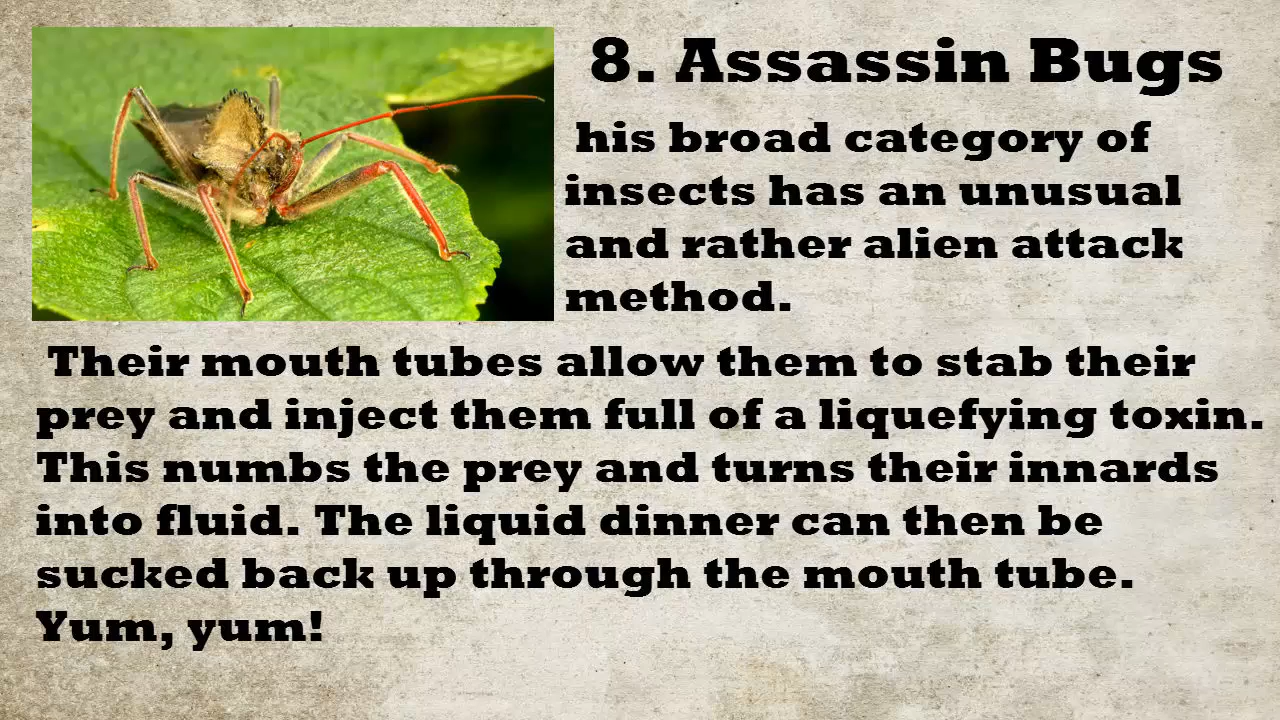 8. Assassin Bugs
his broad category of
insects has an unusual
and rather alien attack
method.
Their mouth tubes allow them to stab their
prey and inject them full of a liquefying toxin.
This numbs the prey and turns their innards
into fluid. The liquid dinner can then be
sucked back up through the mouth tube.
Yum, yum!